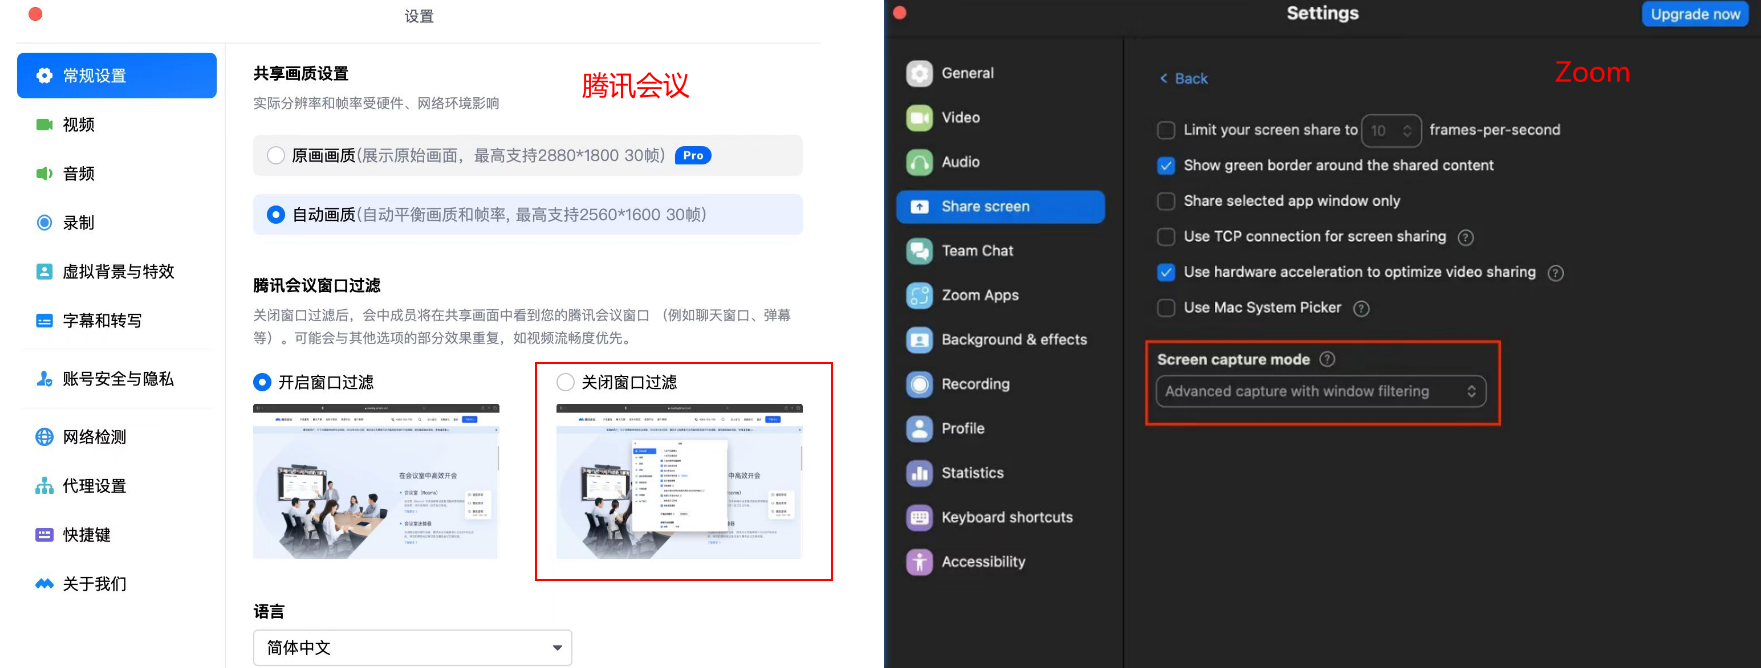 设置
常规设置
视频
音频
录制
虚拟背景与特效
字幕和转写
账号安全与隐私
网络检测
代理设置
快捷键
关于我们
共享画质设置
腾讯会议
实际分辨率和帧率受硬件、网络环境影响
原画画质(展示原始画面，最高支持2880*1800 30帧) Pro
自动画质(自动平衡画质和帧率, 最高支持2560*1600 30帧)
腾讯会议窗口过滤
关闭窗口过滤后，会中成员将在共享画面中看到您的腾讯会议窗口 （例如聊天窗口、弹幕
等）。可能会与其他选项的部分效果重复，如视频流畅度优先。
开启窗口过滤
关闭窗口过滤
在会议室中高效开会
语言
简体中文
Settings
Upgrade now
General
Video
Audio
Share screen
Team Chat
Zoom Apps
Background & effects
Recording
Profile
Statistics
Keyboard shortcuts
Accessibility
< Back
Zoom
Limit your screen share to 10 frames-per-second
Show green border around the shared content
Share selected app window only
Use TCP connection for screen sharing ?
Use hardware acceleration to optimize video sharing ?
Use Mac System Picker ?
Screen capture mode ?
Advanced capture with window filtering